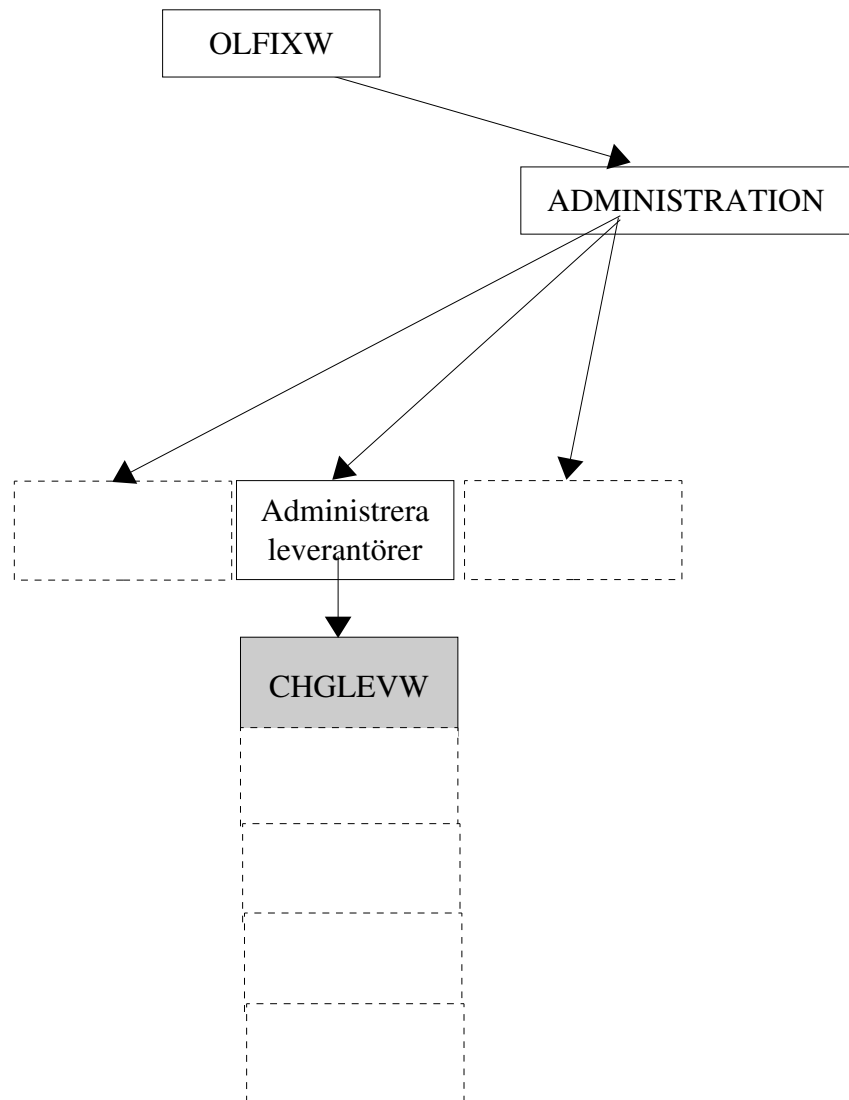 OLFIXW
ADMINISTRATION
Administrera
leverantörer
CHGLEVW